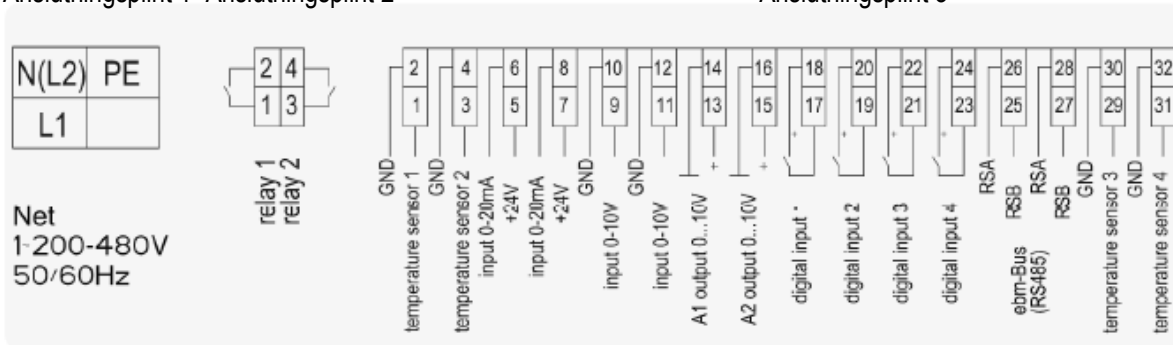 Anslutningsplint 1 Anslutningsplint 2 Anslutningsplint 3
N(L2) PE
L1
Net
1~200-480V
50/60Hz
2 4
1 3
relay 1
relay 2
2 4 6 8 10 12 14 16 18 20 22 24 26 28 30 32
1 3 5 7 9 11 13 15 17 19 21 23 25 27 29 31
GND
temperature sensor 1
GND
temperature sensor 2
input 0-20mA
+24V
input 0-20mA
+24V
GND
input 0-10V
GND
input 0-10V
A1 output 0...10V
+
A2 output 0...10V
+
+
digital input
+
digital input 2
+
digital input 3
+
digital input 4
RSA
RSB
RSA
RSB
ebm-Bus
(RS485)
GND
temperature sensor 3
GND
temperature sensor 4